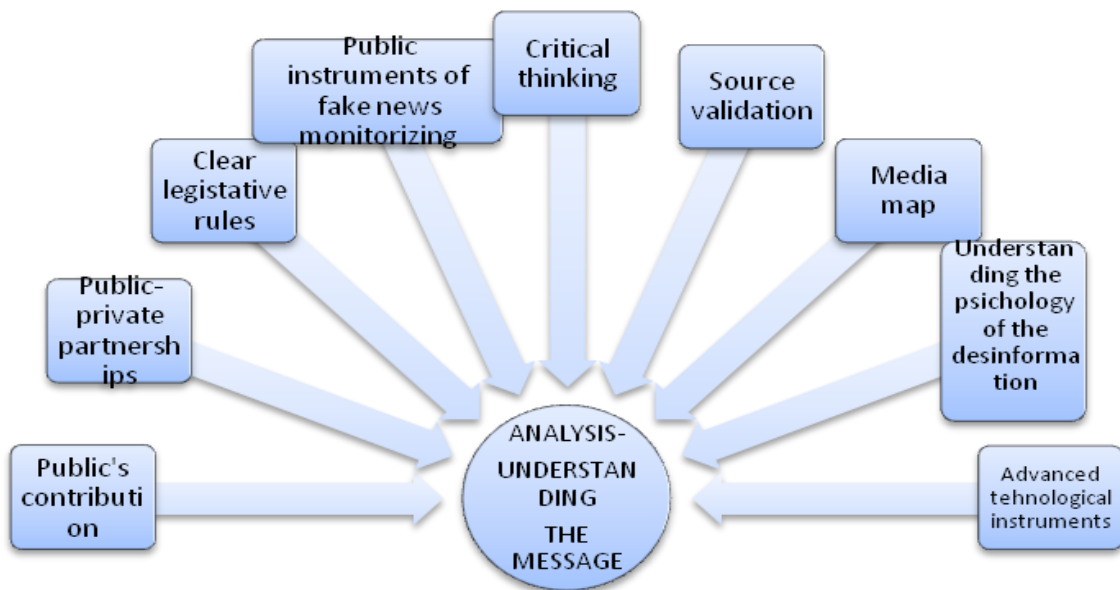 Public's
contributi
on
Public-
private
partnersh
ips
Clear
legistative
rules
Public
instruments of
fake news
monitorizing
Critical
thinking
Source
validation
Media
map
Understan
ding the
psichology
of the
desinforma
tion
Advanced
tehnological
instruments
ANALYSIS-
UNDERSTAN
DING
THE
MESSAGE